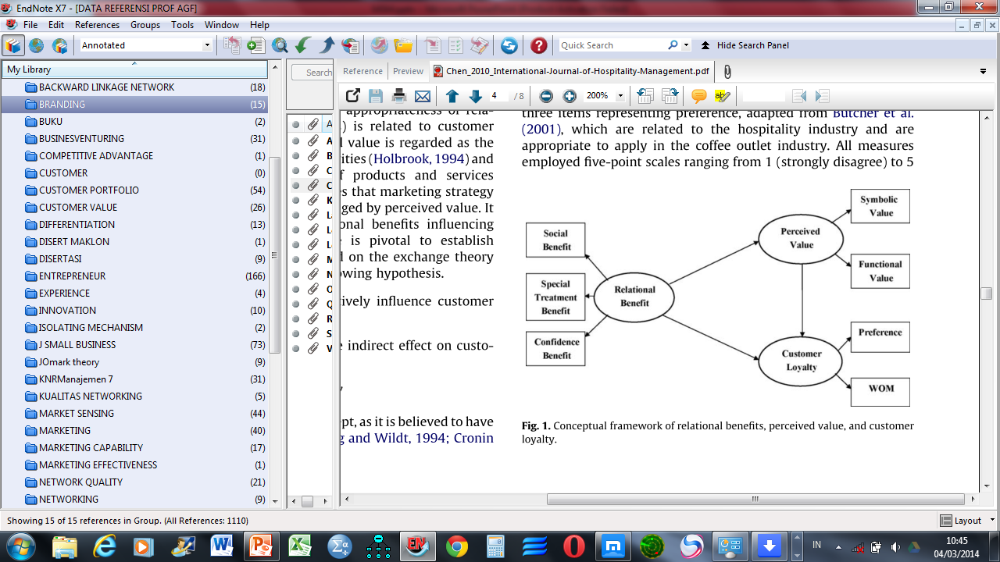 EndNote X7 - [DATA REFERENSI PROF AGF]
File Edit References Groups Tools Window Help
Annotated
Quick Search
Hide Search Panel
My Library
BACKWARD LINKAGE NETWORK (18)
BRANDING (15)
BUKU (2)
BUSINESVENTURING (31)
COMPETITIVE ADVANTAGE (1)
CUSTOMER (0)
CUSTOMER PORTFOLIO (54)
CUSTOMER VALUE (26)
DIFFERENTIATION (13)
DISERT MAKLON (1)
DISERTASI (9)
ENTREPRENEUR (166)
EXPERIENCE (4)
INNOVATION (10)
ISOLATING MECHANISM (2)
J SMALL BUSINESS (73)
JOmark theory (9)
KNRManajemen 7 (31)
KUALITAS NETWORKING (5)
MARKET SENSING (44)
MARKETING (40)
MARKETING CAPABILITY (17)
MARKETING EFFECTIVENESS (1)
NETWORK QUALITY (21)
NETWORKING (9)
Search
A
A
B
C
C
K
L
L
L
M
N
O
Q
R
S
V
Reference Preview Chen_2010_International-Journal-of-Hospitality-Management.pdf
4 / 8 200%
appropriateness of rela-
) is related to customer
value is regarded as the
ities (Holbrook, 1994) and
f products and services
es that marketing strategy
ged by perceived value. It
onal benefits influencing
e is pivotal to establish
d on the exchange theory
owing hypothesis.
tively influence customer
e indirect effect on custo-
ept, as it is believed to have
g and Wildt, 1994; Cronin
three items representing preference, adapted from Butcher et al.
(2001), which are related to the hospitality industry and are
appropriate to apply in the coffee outlet industry. All measures
employed five-point scales ranging from 1 (strongly disagree) to 5
Social
Benefit
Special
Treatment
Benefit
Confidence
Benefit
Relational
Benefit
Perceived
Value
Customer
Loyalty
Symbolic
Value
Functional
Value
Preference
WOM
Fig. 1. Conceptual framework of relational benefits, perceived value, and customer
loyalty.
Showing 15 of 15 references in Group. (All References: 1110)
Layout
IN
10:45
04/03/2014